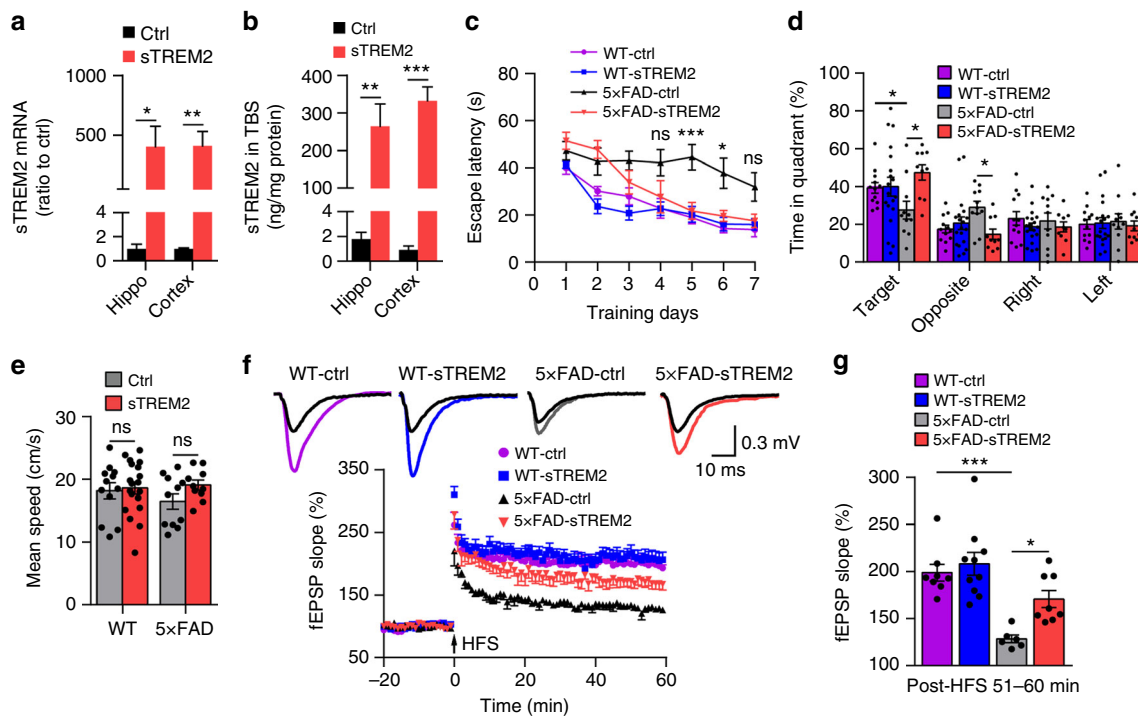 a
Ctrl
sTREM2
sTREM2 mRNA
(ratio to ctrl)
1000
500
4
2
0
*
**
Hippo
Cortex
b
Ctrl
sTREM2
sTREM2 in TBS
(ng/mg protein)
400
300
200
100
4
2
0
**
***
Hippo
Cortex
c
WT-ctrl
WT-sTREM2
5×FAD-ctrl
5×FAD-sTREM2
Escape latency (s)
80
60
40
20
0
ns
***
*
ns
0 1 2 3 4 5 6 7
Training days
d
WT-ctrl
WT-sTREM2
5×FAD-ctrl
5×FAD-sTREM2
Time in quadrant (%)
100
80
60
40
20
0
*
*
*
Target
Opposite
Right
Left
e
Ctrl
sTREM2
Mean speed (cm/s)
30
20
10
0
ns
ns
WT
5×FAD
f
WT-ctrl
WT-sTREM2
5×FAD-ctrl
5×FAD-sTREM2
0.3 mV
10 ms
WT-ctrl
WT-sTREM2
5×FAD-ctrl
5×FAD-sTREM2
fEPSP slope (%)
350
250
150
50
HFS
–20 0 20 40 60
Time (min)
g
WT-ctrl
WT-sTREM2
5×FAD-ctrl
5×FAD-sTREM2
fEPSP slope (%)
300
250
200
150
100
***
*
Post-HFS 51–60 min